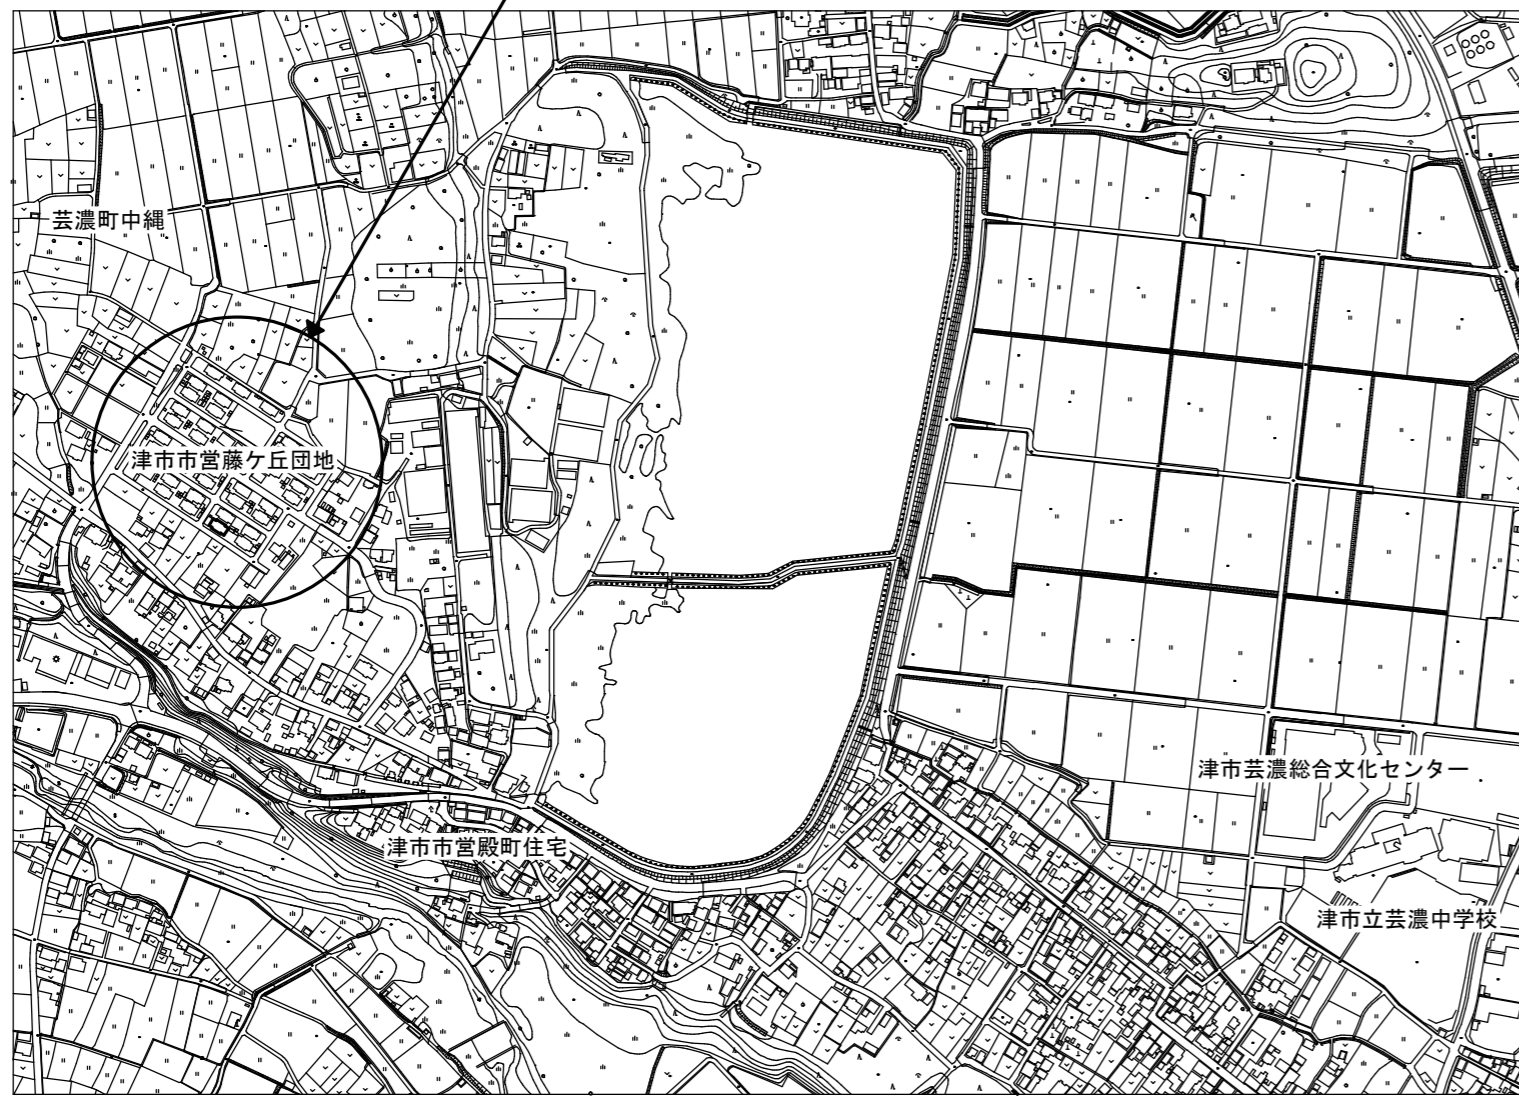 芸濃町中縄
津市市営藤ケ丘団地
津市芸濃総合文化センター
津市市営殿町住宅
津市立芸濃中学校